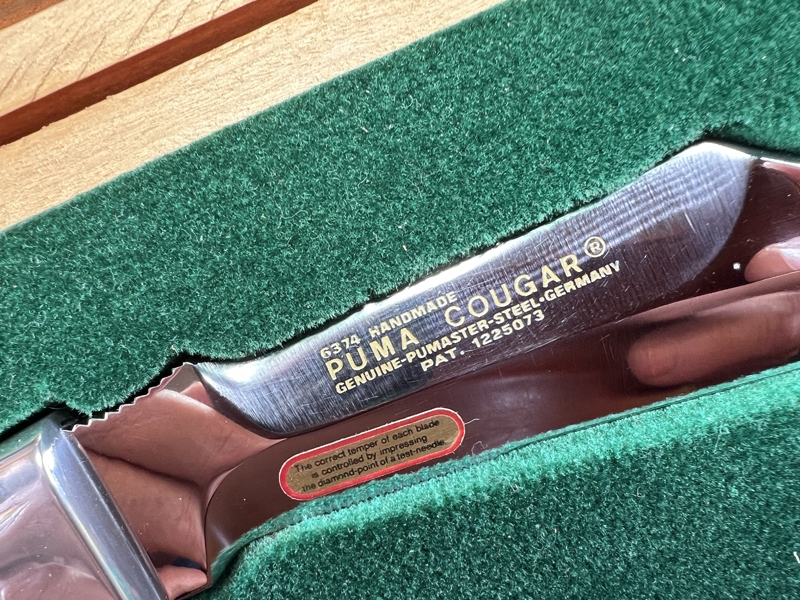 6374 HANDMADE
PUMA COUGAR®
GENUINE-PUMASTER-STEEL·GERMANY
PAT. 1225073
The correct temper of each blade
is controlled by impressing
the diamond-point of a test-needle.